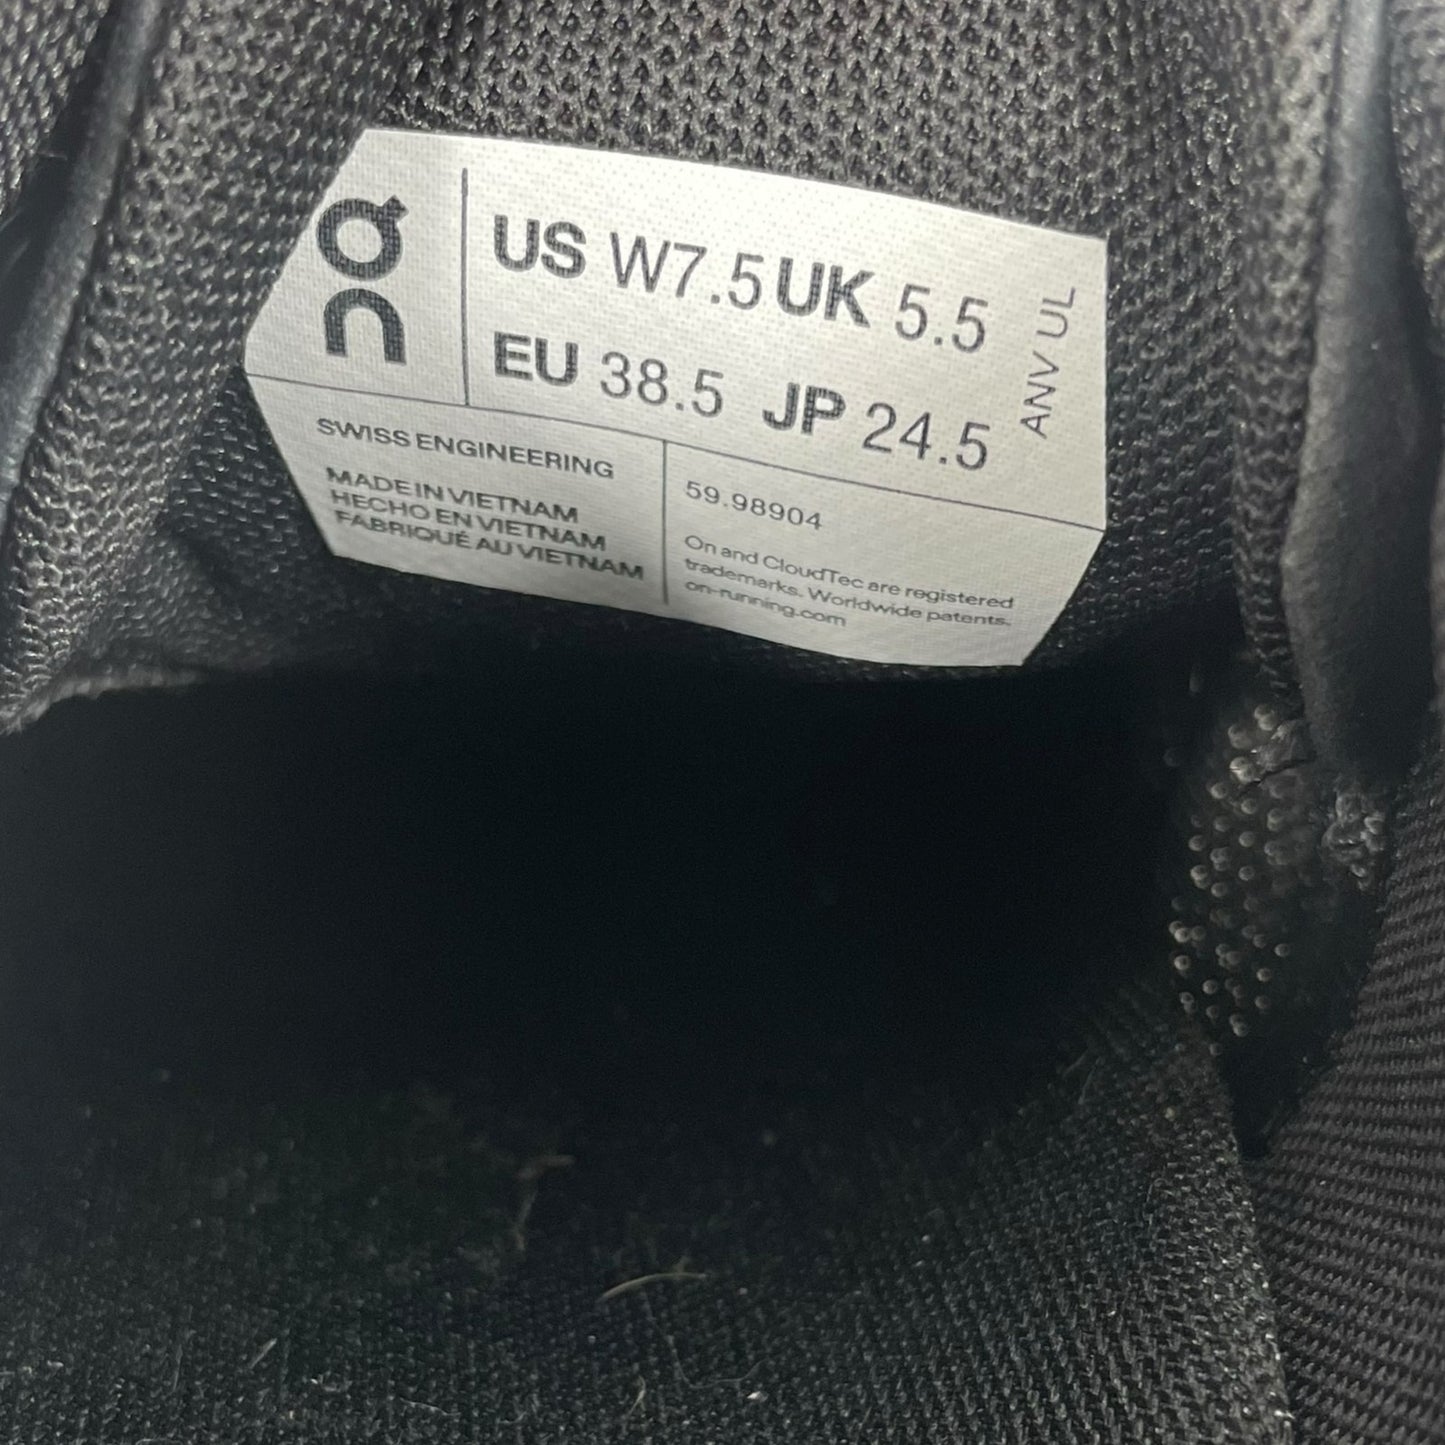 On
US W7.5 UK 5.5
EU 38.5 JP 24.5
ANV UL
SWISS ENGINEERING
MADE IN VIETNAM
HECHO EN VIETNAM
FABRIQUÉ AU VIETNAM
59.98904
On and CloudTec are registered
trademarks. Worldwide patents.
on-running.com